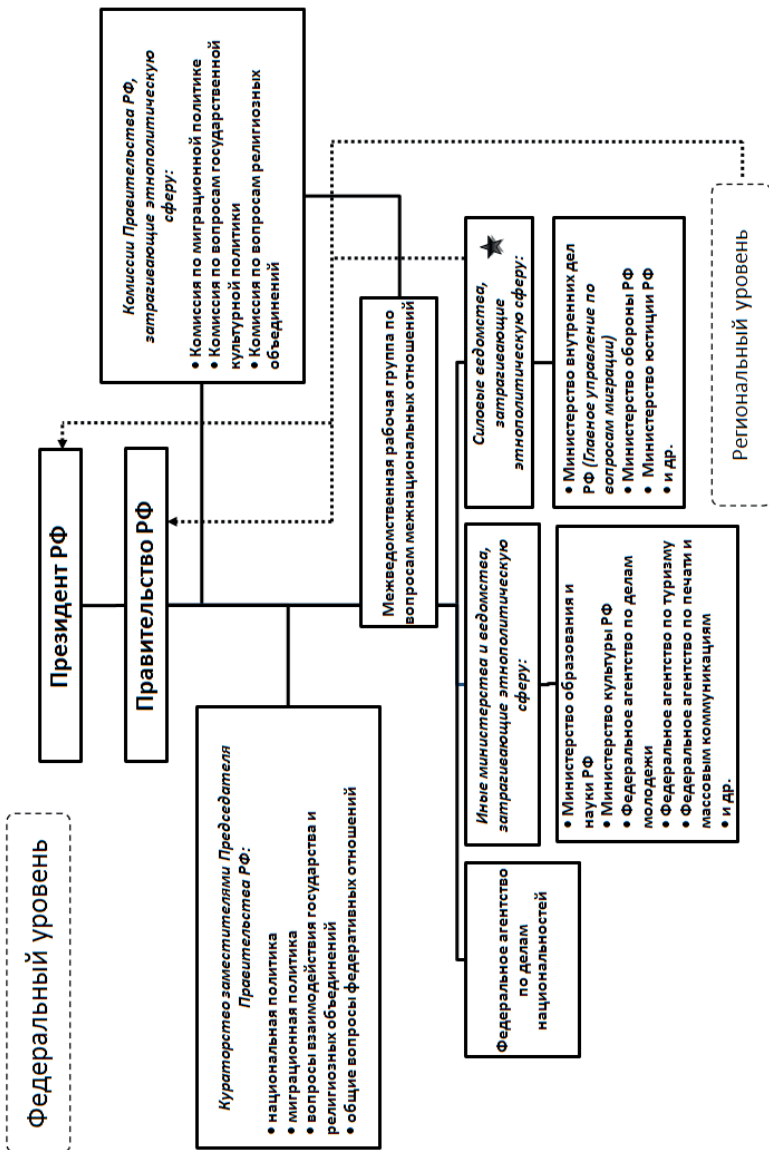 Федеральный уровень
Президент РФ
Правительство РФ
Кураторство заместителями Председателя
Правительства РФ:
• национальная политика
• миграционная политика
• вопросы взаимодействия государства и
религиозных объединений
• общие вопросы федеративных отношений
Комиссии Правительства РФ,
затрагивающие этнополитическую
сферу:
• Комиссия по миграционной политике
• Комиссия по вопросам государственной
культурной политики
• Комиссия по вопросам религиозных
объединений
Межведомственная рабочая группа по
вопросам межнациональных отношений
Федеральное агентство
по делам
национальностей
Иные министерства и ведомства,
затрагивающие этнополитическую
сферу:
• Министерство образования и
науки РФ
• Министерство культуры РФ
• Федеральное агентство по делам
молодежи
• Федеральное агентство по туризму
• Федеральное агентство по печати и
массовым коммуникациям
• и др.
Силовые ведомства,
затрагивающие
этнополитическую сферу:
• Министерство внутренних дел
РФ (Главное управление по
вопросам миграции)
• Министерство обороны РФ
• Министерство юстиции РФ
• и др.
Региональный уровень